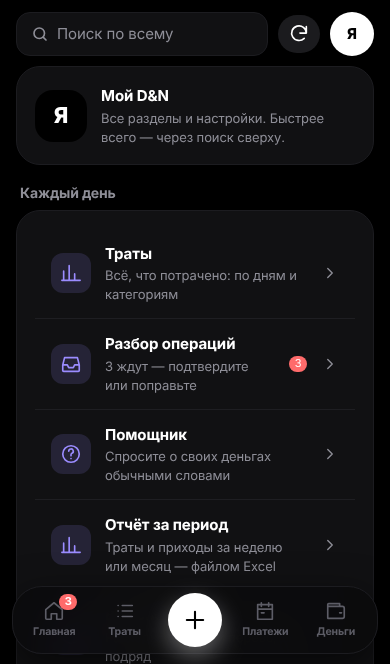 Поиск по всему
Я
Я
Мой D&N
Все разделы и настройки. Быстрее
всего — через поиск сверху.
Каждый день
Траты
Всё, что потрачено: по дням и
категориям
Разбор операций
3 ждут — подтвердите
или поправьте
3
Помощник
Спросите о своих деньгах
обычными словами
Отчёт за период
Траты и приходы за неделю
или месяц — файлом Excel
3
Главная
Траты
Платежи
Деньги
подряд